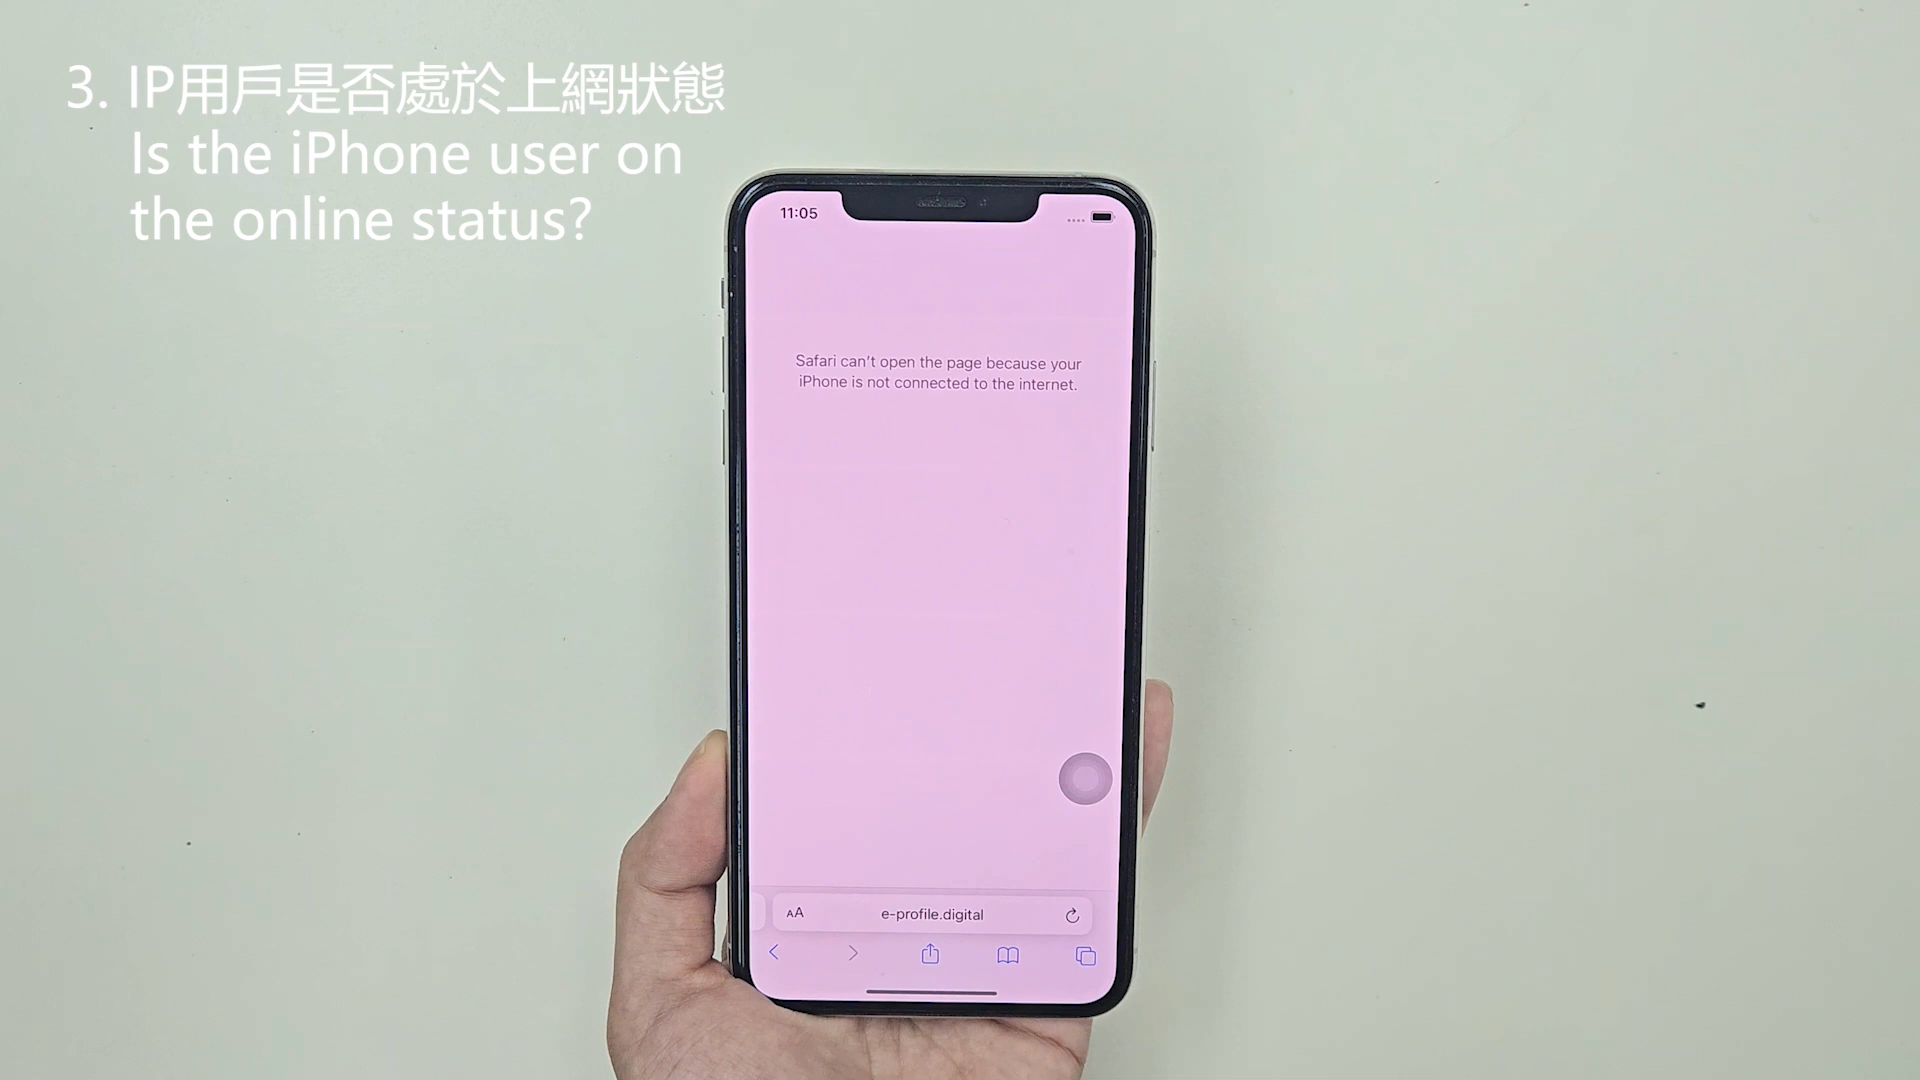 3. IP用戶是否處於上網狀態
Is the iPhone user on
the online status?
11:05
Safari can't open the page because your
iPhone is not connected to the internet.
AA
e-profile.digital